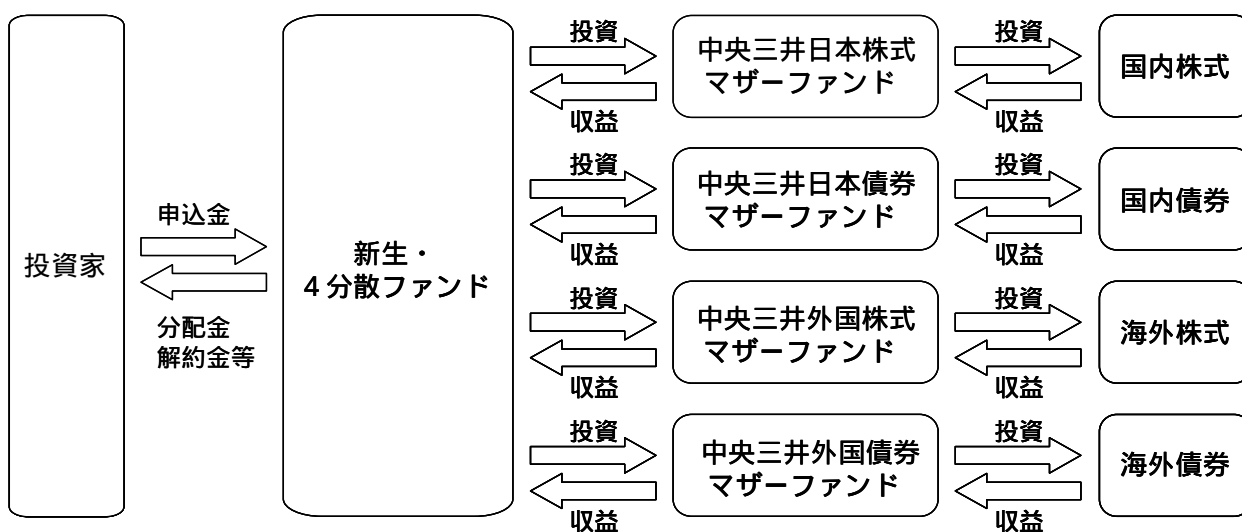 投資家
申込金
分配金
解約金等
新生・
4分散ファンド
投資
収益
中央三井日本株式
マザーファンド
投資
収益
国内株式
投資
収益
中央三井日本債券
マザーファンド
投資
収益
国内債券
投資
収益
中央三井外国株式
マザーファンド
投資
収益
海外株式
投資
収益
中央三井外国債券
マザーファンド
投資
収益
海外債券